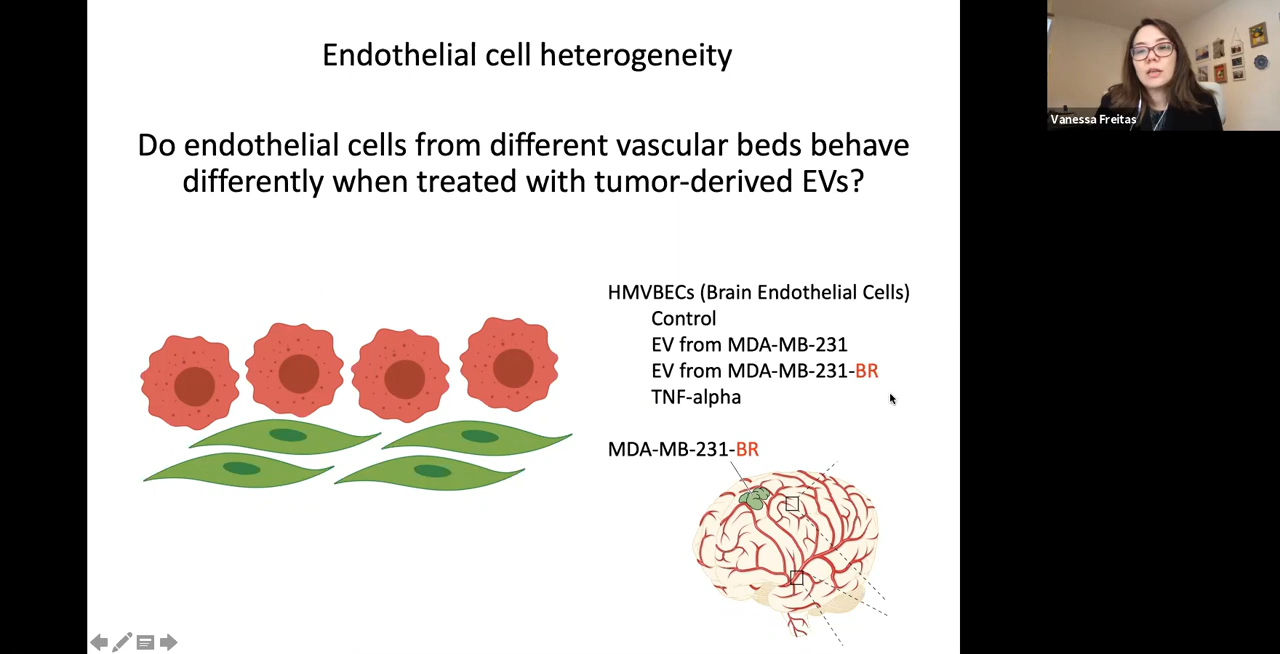 Endothelial cell heterogeneity
Do endothelial cells from different vascular beds behave
differently when treated with tumor-derived EVs?
HMVBECs (Brain Endothelial Cells)
Control
EV from MDA-MB-231
EV from MDA-MB-231-BR
TNF-alpha
MDA-MB-231-BR
Vanessa Freitas